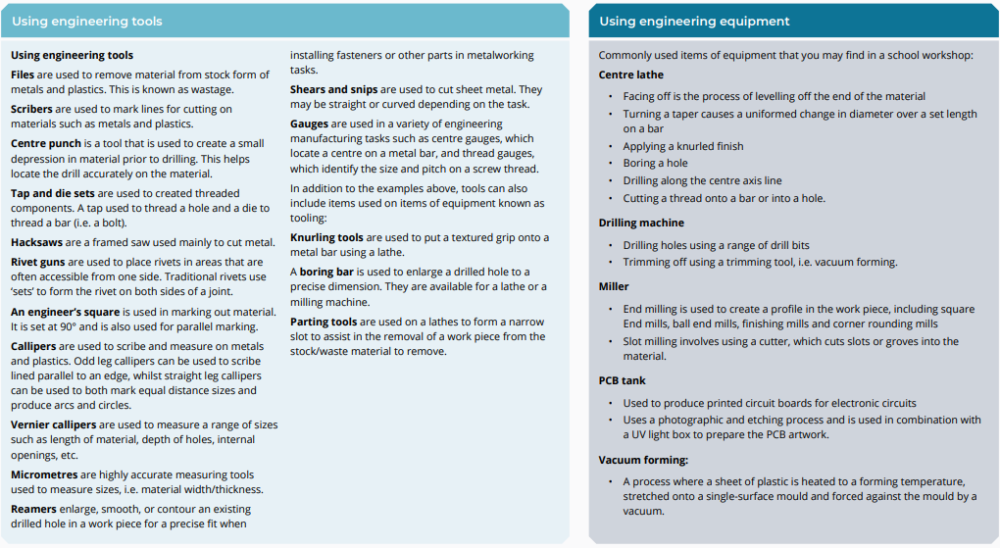 Using engineering tools
Using engineering tools
Files are used to remove material from stock form of
metals and plastics. This is known as wastage.
Scribers are used to mark lines for cutting on
materials such as metals and plastics.
Centre punch is a tool that is used to create a small
depression in material prior to drilling. This helps
locate the drill accurately on the material.
Tap and die sets are used to created threaded
components. A tap used to thread a hole and a die to
thread a bar (i.e. a bolt).
Hacksaws are a framed saw used mainly to cut metal.
Rivet guns are used to place rivets in areas that are
often accessible from one side. Traditional rivets use
‘sets’ to form the rivet on both sides of a joint.
An engineer’s square is used in marking out material.
It is set at 90° and is also used for parallel marking.
Callipers are used to scribe and measure on metals
and plastics. Odd leg callipers can be used to scribe
lined parallel to an edge, whilst straight leg callipers
can be used to both mark equal distance sizes and
produce arcs and circles.
Vernier callipers are used to measure a range of sizes
such as length of material, depth of holes, internal
openings, etc.
Micrometres are highly accurate measuring tools
used to measure sizes, i.e. material width/thickness.
Reamers enlarge, smooth, or contour an existing
drilled hole in a work piece for a precise fit when
installing fasteners or other parts in metalworking
tasks.
Shears and snips are used to cut sheet metal. They
may be straight or curved depending on the task.
Gauges are used in a variety of engineering
manufacturing tasks such as centre gauges, which
locate a centre on a metal bar, and thread gauges,
which identify the size and pitch on a screw thread.
In addition to the examples above, tools can also
include items used on items of equipment known as
tooling:
Knurling tools are used to put a textured grip onto a
metal bar using a lathe.
A boring bar is used to enlarge a drilled hole to a
precise dimension. They are available for a lathe or a
milling machine.
Parting tools are used on a lathes to form a narrow
slot to assist in the removal of a work piece from the
stock/waste material to remove.
Using engineering equipment
Commonly used items of equipment that you may find in a school workshop:
Centre lathe
• Facing off is the process of levelling off the end of the material
• Turning a taper causes a uniformed change in diameter over a set length
on a bar
• Applying a knurled finish
• Boring a hole
• Drilling along the centre axis line
• Cutting a thread onto a bar or into a hole.
Drilling machine
• Drilling holes using a range of drill bits
• Trimming off using a trimming tool, i.e. vacuum forming.
Miller
• End milling is used to create a profile in the work piece, including square
End mills, ball end mills, finishing mills and corner rounding mills
• Slot milling involves using a cutter, which cuts slots or groves into the
material.
PCB tank
• Used to produce printed circuit boards for electronic circuits
• Uses a photographic and etching process and is used in combination with
a UV light box to prepare the PCB artwork.
Vacuum forming:
• A process where a sheet of plastic is heated to a forming temperature,
stretched onto a single-surface mould and forced against the mould by a
vacuum.